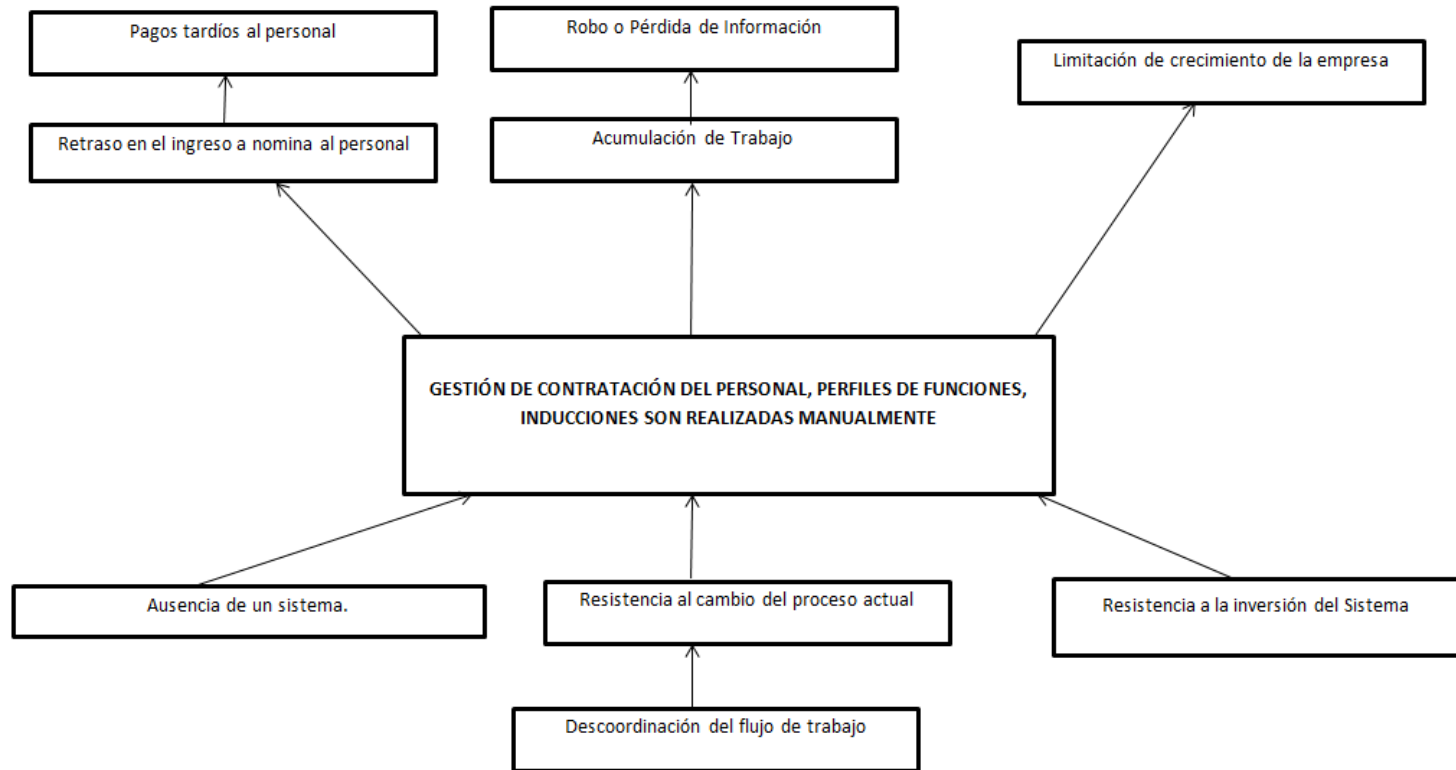 Pagos tardíos al personal
Robo o Pérdida de Información
Limitación de crecimiento de la empresa
Retraso en el ingreso a nomina al personal
Acumulación de Trabajo
GESTIÓN DE CONTRATACIÓN DEL PERSONAL, PERFILES DE FUNCIONES,
INDUCCIONES SON REALIZADAS MANUALMENTE
Ausencia de un sistema.
Resistencia al cambio del proceso actual
Resistencia a la inversión del Sistema
Descoordinación del flujo de trabajo